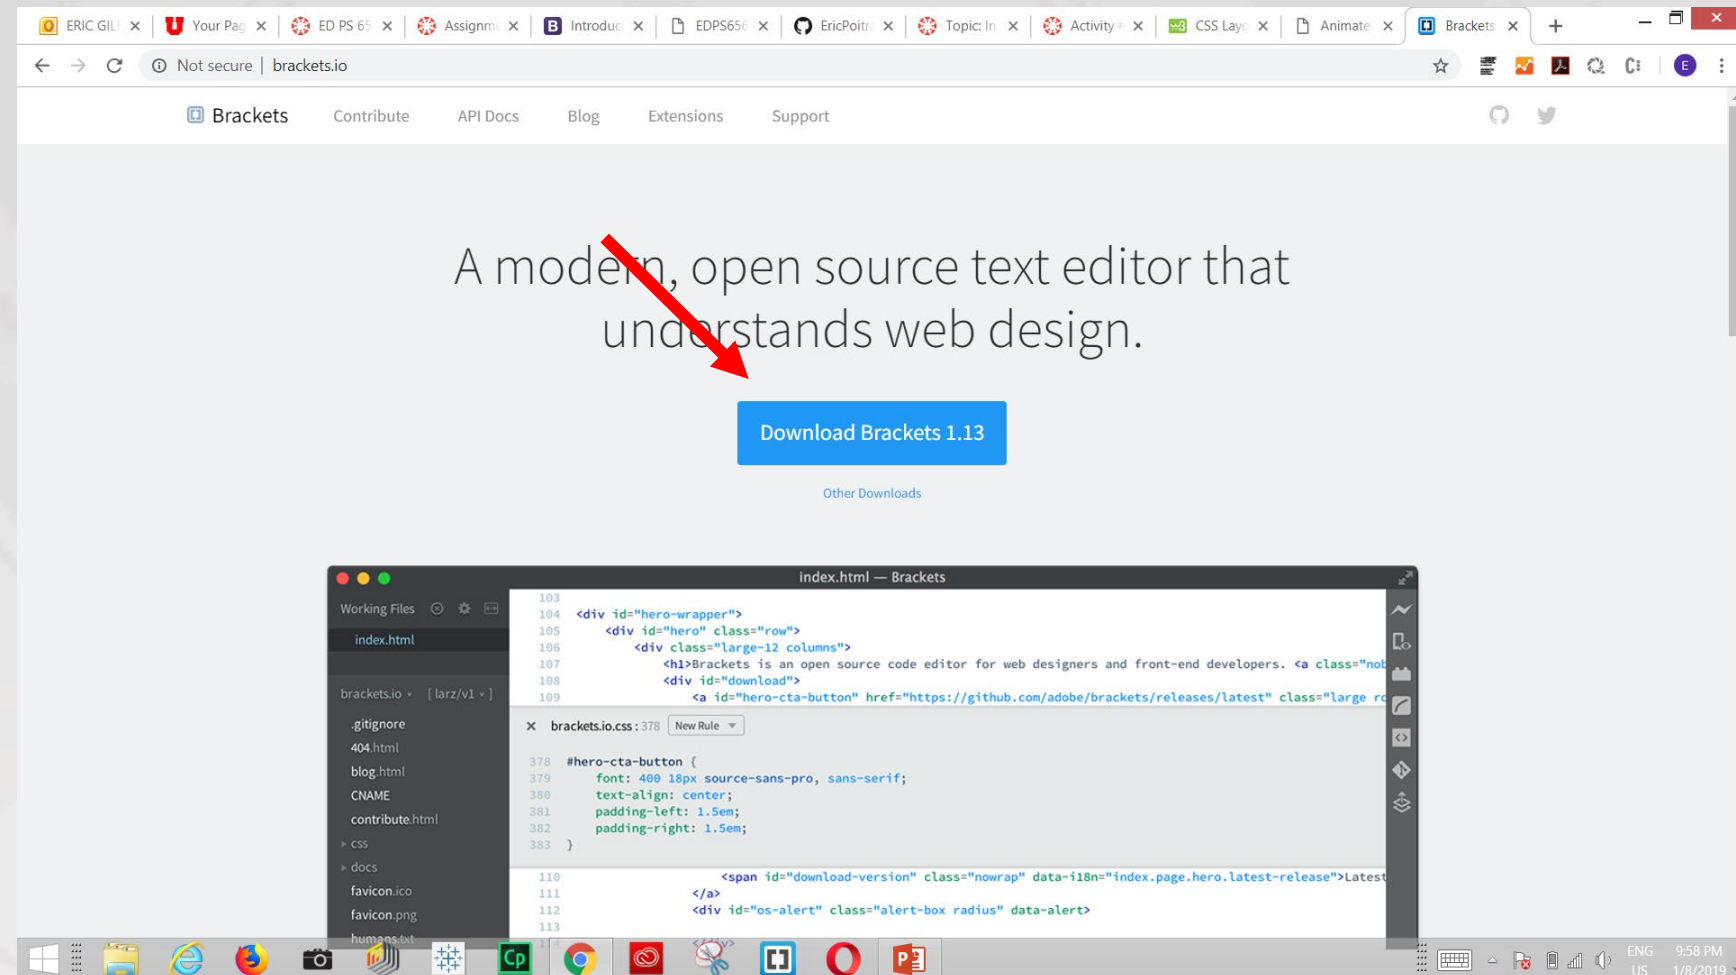 ERIC GIL
Your Pag
ED PS 65
Assignme
Introduc
EDPS656
EricPoitra
Topic: In
Activity
CSS Layo
Animate
Brackets
Not secure | brackets.io
Brackets
Contribute
API Docs
Blog
Extensions
Support
A modern, open source text editor that
understands web design.
Download Brackets 1.13
Other Downloads
index.html — Brackets
Working Files
index.html
brackets.io [ larz/v1 ]
.gitignore
404.html
blog.html
CNAME
contribute.html
css
docs
favicon.ico
favicon.png
humans.txt
103
104 <div id="hero-wrapper">
105 <div id="hero" class="row">
106 <div class="large-12 columns">
107 <h1>Brackets is an open source code editor for web designers and front-end developers. <a class="nob
108 <div id="download">
109 <a id="hero-cta-button" href="https://github.com/adobe/brackets/releases/latest" class="large ro
× brackets.io.css : 378 New Rule
378 #hero-cta-button {
379 font: 400 18px source-sans-pro, sans-serif;
380 text-align: center;
381 padding-left: 1.5em;
382 padding-right: 1.5em;
383 }
110 <span id="download-version" class="nowrap" data-i18n="index.page.hero.latest-release">Latest
111 </a>
112 <div id="os-alert" class="alert-box radius" data-alert>
113
Cp
ENG 9:58 PM
US 1/8/2019